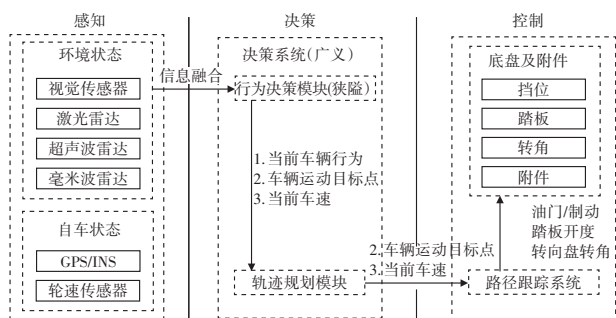 感知
环境状态
视觉传感器
激光雷达
超声波雷达
毫米波雷达
自车状态
GPS/INS
轮速传感器
信息融合
决策
决策系统(广义)
行为决策模块(狭隘)
1.当前车辆行为
2.车辆运动目标点
3.当前车速
轨迹规划模块
2.车辆运动目标点
3.当前车速
控制
底盘及附件
挡位
踏板
转角
附件
油门/制动
踏板开度
转向盘转角
路径跟踪系统